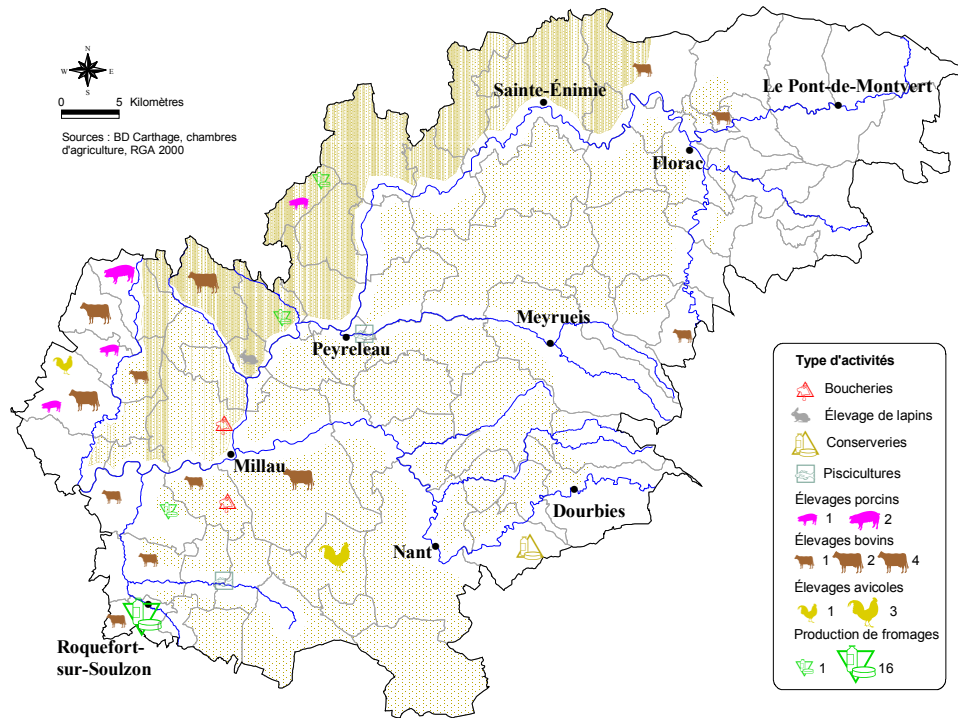 N
W E
S
0 5 Kilomètres
Sources : BD Carthage, chambres
d'agriculture, RGA 2000
Sainte-Énimie
Le Pont-de-Montvert
Florac
Meyrueis
Peyreleau
Millau
Dourbies
Nant
Roquefort-
sur-Soulzon
Type d'activités
Boucheries
Élevage de lapins
Conserveries
Piscicultures
Élevages porcins
1 2
Élevages bovins
1 2 4
Élevages avicoles
1 3
Production de fromages
1 16